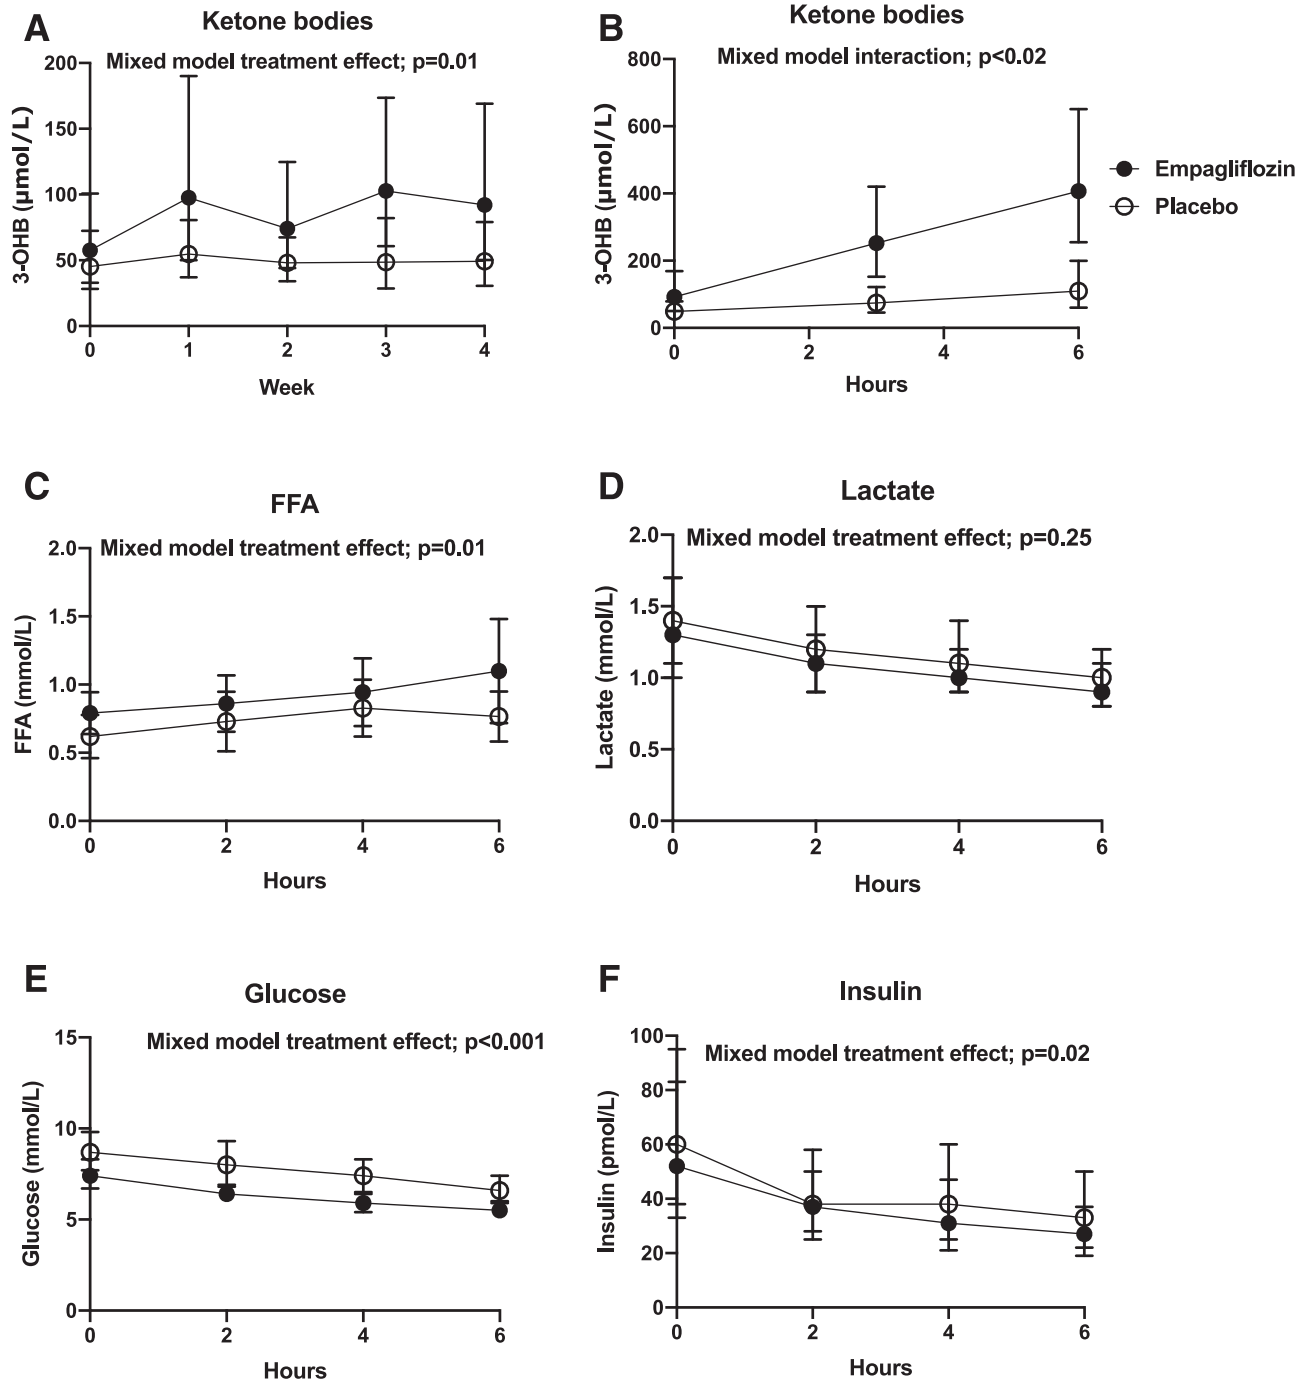 A
Ketone bodies
Mixed model treatment effect; p=0.01
3-OHB (μmol/L)
200
150
100
50
0
0 1 2 3 4
Week
B
Ketone bodies
Mixed model interaction; p<0.02
3-OHB (μmol/L)
800
600
400
200
0
0 2 4 6
Hours
Empagliflozin
Placebo
C
FFA
Mixed model treatment effect; p=0.01
FFA (mmol/L)
2.0
1.5
1.0
0.5
0.0
0 2 4 6
Hours
D
Lactate
Mixed model treatment effect; p=0.25
Lactate (mmol/L)
2.0
1.5
1.0
0.5
0.0
0 2 4 6
Hours
E
Glucose
Mixed model treatment effect; p<0.001
Glucose (mmol/L)
15
10
5
0
0 2 4 6
Hours
F
Insulin
Mixed model treatment effect; p=0.02
Insulin (pmol/L)
100
80
60
40
20
0
0 2 4 6
Hours